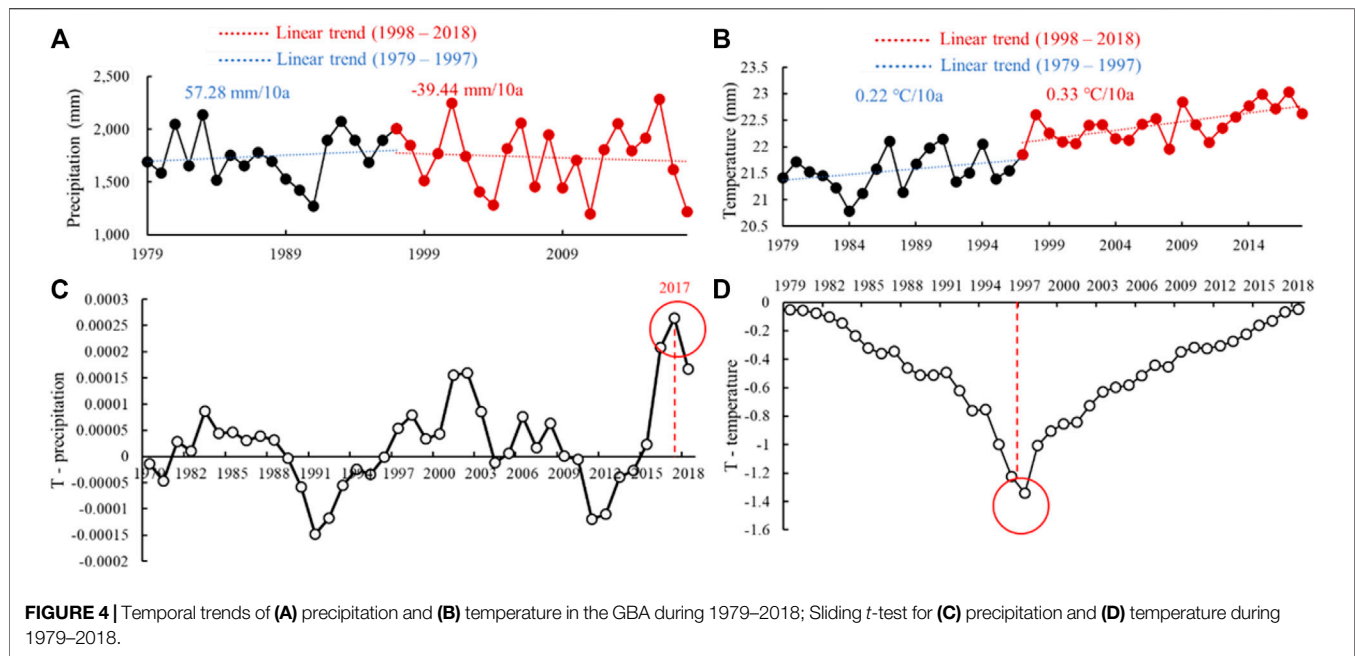 A
Linear trend (1998 – 2018)
Linear trend (1979 – 1997)
57.28 mm/10a
-39.44 mm/10a
Precipitation (mm)
2,500
2,000
1,500
1,000
1979 1989 1999 2009
B
Linear trend (1998 – 2018)
Linear trend (1979 – 1997)
0.22 °C/10a
0.33 °C/10a
Temperature (mm)
23.5
23
22.5
22
21.5
21
20.5
1979 1984 1989 1994 1999 2004 2009 2014
C
2017
T - precipitation
0.0003
0.00025
0.0002
0.00015
0.0001
0.00005
0
-0.00005
-0.0001
-0.00015
-0.0002
1979 1982 1985 1988 1991 1994 1997 2000 2003 2006 2009 2012 2015 2018
D
1979 1982 1985 1988 1991 1994 1997 2000 2003 2006 2009 2012 2015 2018
T - temperature
0
-0.2
-0.4
-0.6
-0.8
-1
-1.2
-1.4
-1.6
FIGURE 4 | Temporal trends of (A) precipitation and (B) temperature in the GBA during 1979–2018; Sliding t-test for (C) precipitation and (D) temperature during
1979–2018.